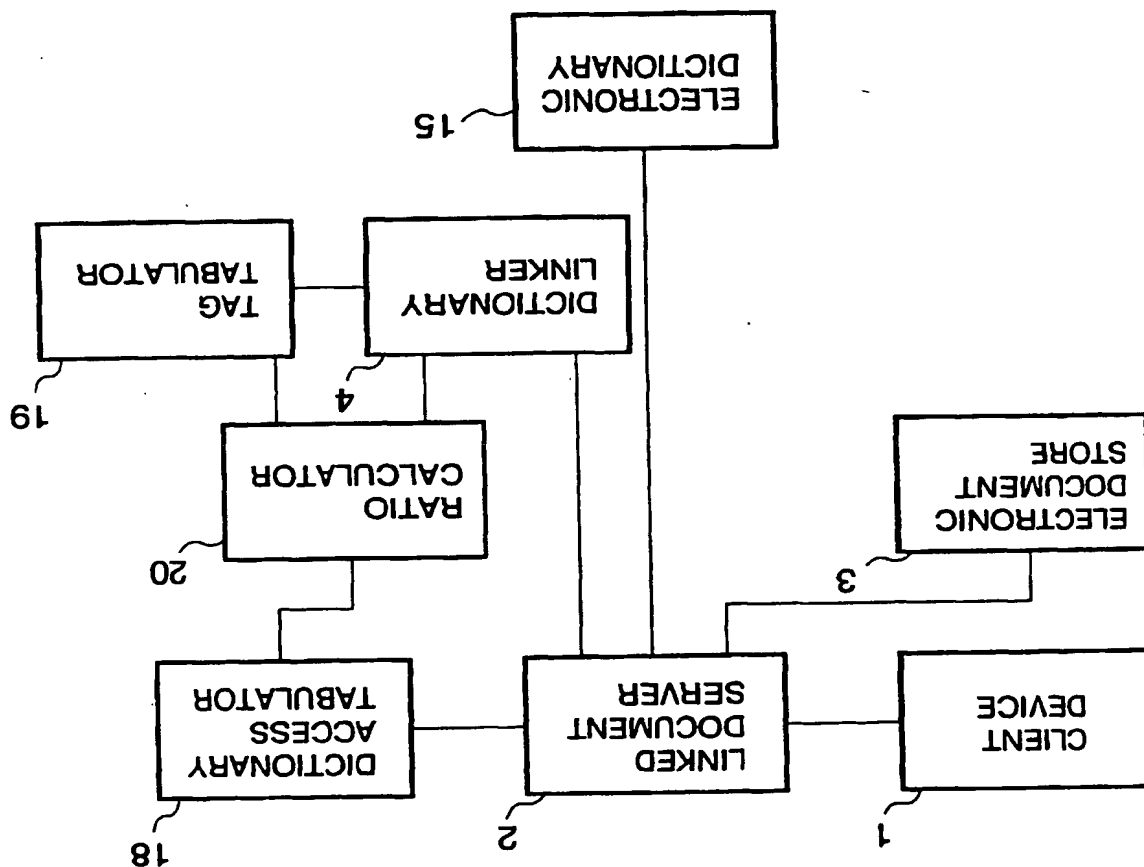 1
CLIENT
DEVICE
2
LINKED
DOCUMENT
SERVER
18
DICTIONARY
ACCESS
TABULATOR
3
ELECTRONIC
DOCUMENT
STORE
20
RATIO
CALCULATOR
4
DICTIONARY
LINKER
19
TAG
TABULATOR
15
ELECTRONIC
DICTIONARY